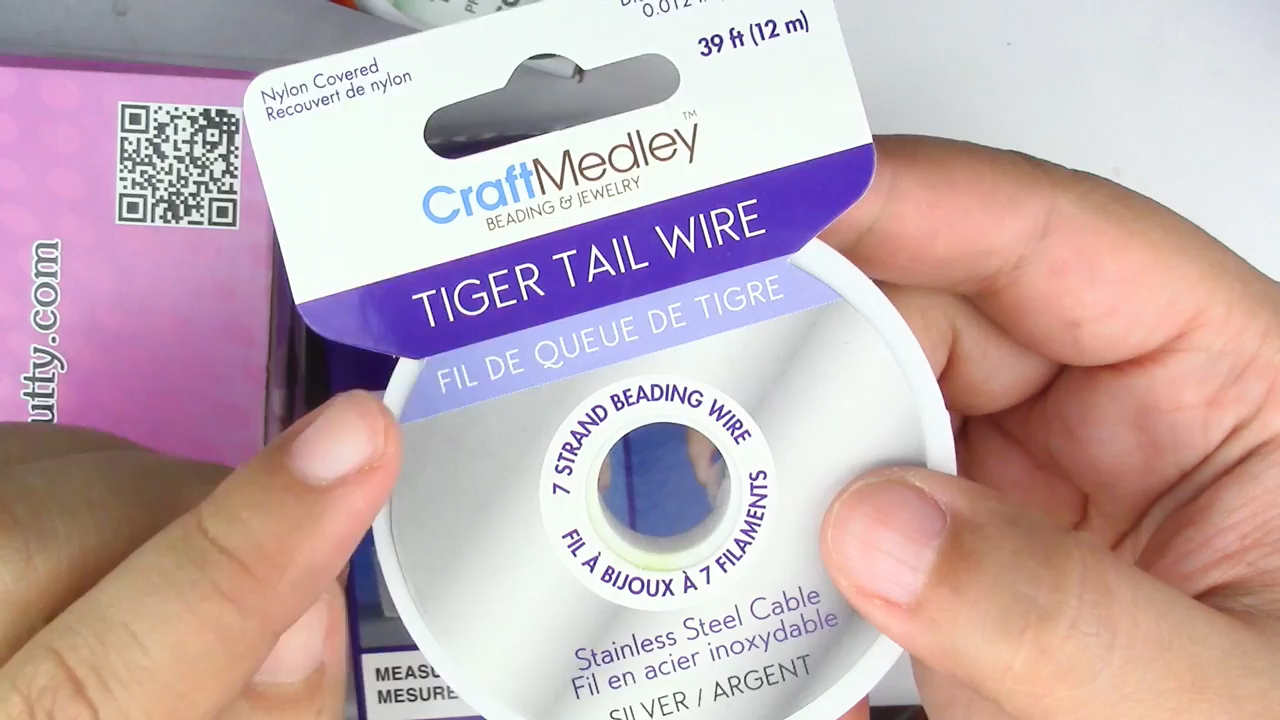 0.012
39 ft (12 m)
Nylon Covered
Recouvert de nylon
CraftMedley™
BEADING & JEWELRY
TIGER TAIL WIRE
FIL DE QUEUE DE TIGRE
7 STRAND BEADING WIRE
FIL À BIJOUX À 7 FILAMENTS
Stainless Steel Cable
Fil en acier inoxydable
SILVER / ARGENT
utty.com
MEASU
MESURE